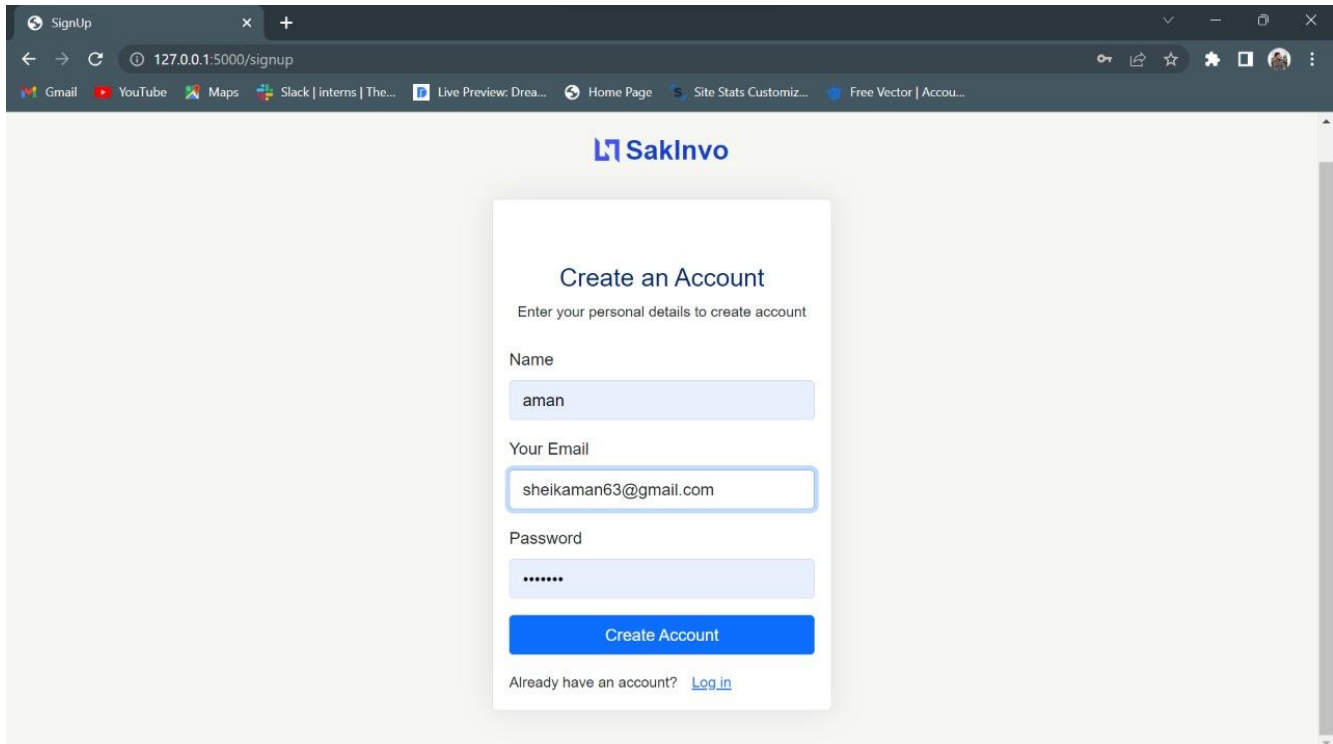 SignUp
127.0.0.1:5000/signup
Gmail YouTube Maps Slack | interns | The... Live Preview: Drea... Home Page Site Stats Customiz... Free Vector | Accou...
SakInvo
Create an Account
Enter your personal details to create account
Name
aman
Your Email
sheikaman63@gmail.com
Password
•••••••
Create Account
Already have an account? Log in